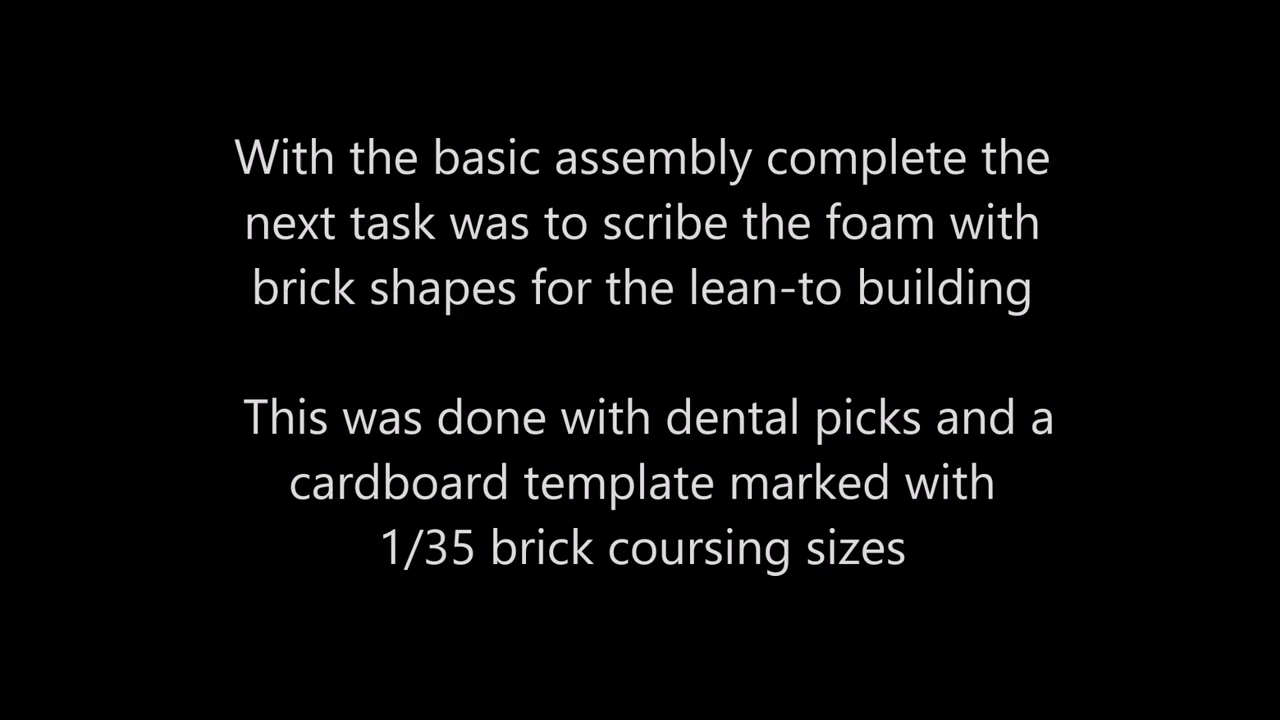 With the basic assembly complete the
next task was to scribe the foam with
brick shapes for the lean-to building
This was done with dental picks and a
cardboard template marked with
1/35 brick coursing sizes